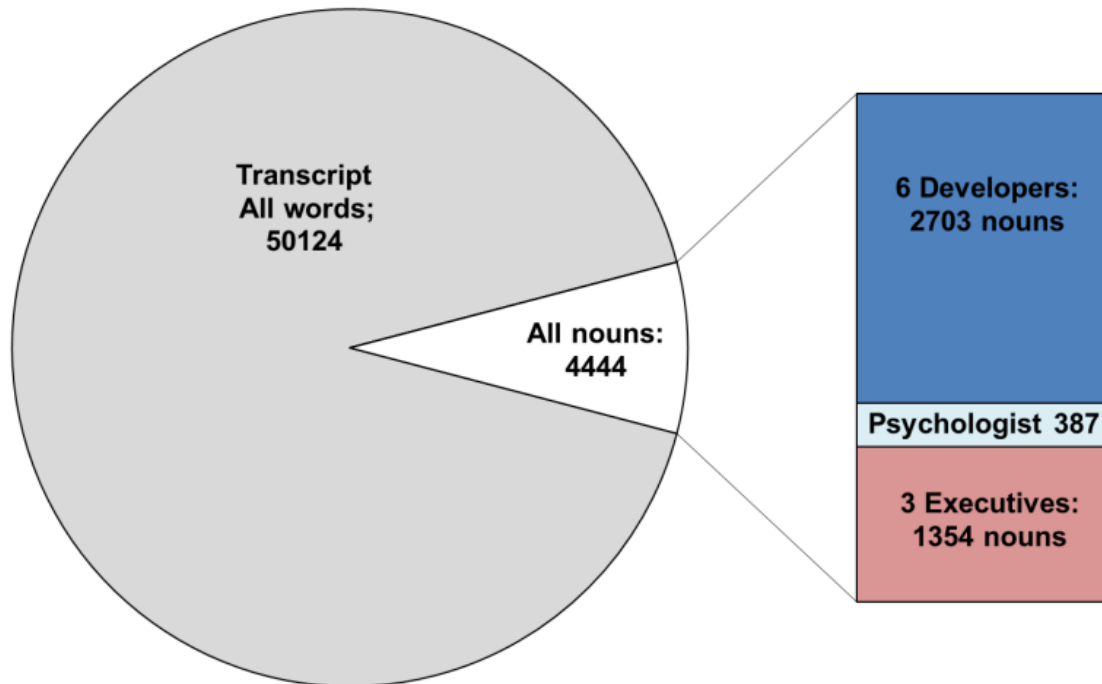 Transcript
All words;
50124
All nouns:
4444
6 Developers:
2703 nouns
Psychologist 387
3 Executives:
1354 nouns